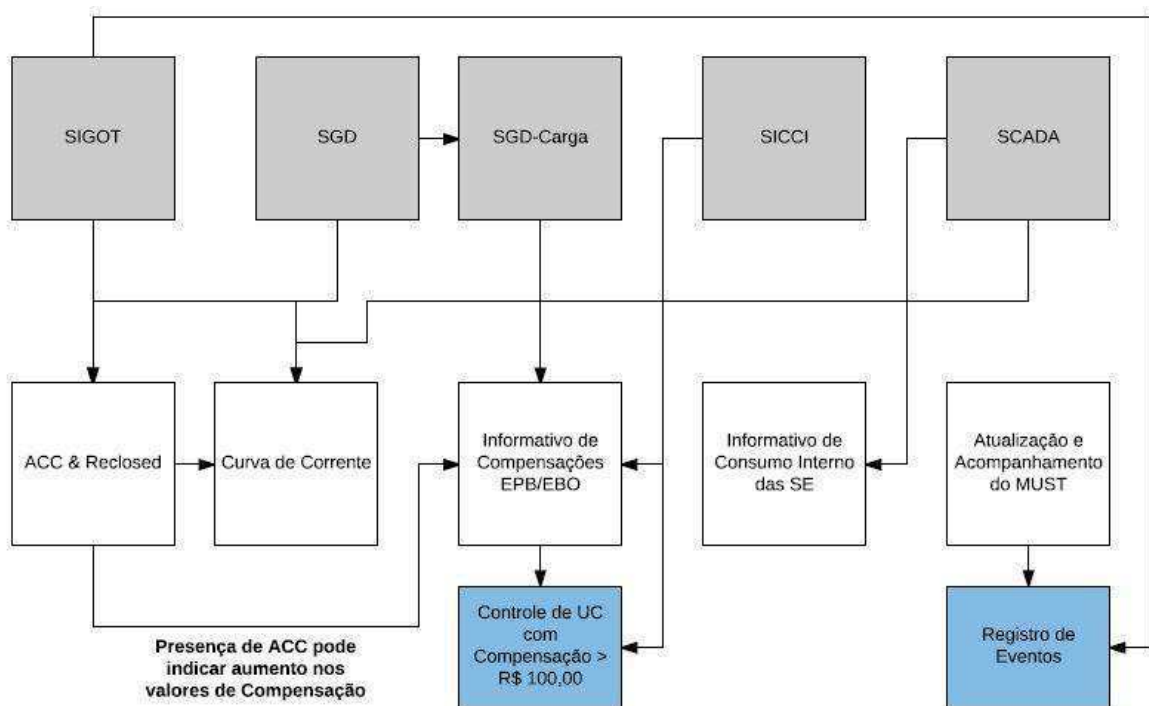 SIGOT
SGD
SGD-Carga
SICCI
SCADA
ACC & Reclosed
Curva de Corrente
Informativo de
Compensações
EPB/EBO
Informativo de
Consumo Interno
das SE
Atualização e
Acompanhamento
do MUST
Controle de UC
com
Compensação >
R$ 100,00
Registro de
Eventos
Presença de ACC pode
indicar aumento nos
valores de Compensação